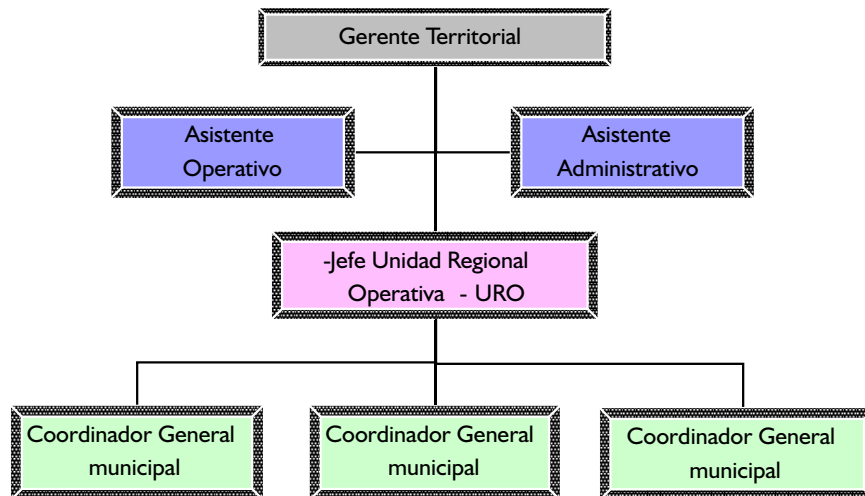 Gerente Territorial
Asistente
Operativo
Asistente
Administrativo
-Jefe Unidad Regional
Operativa - URO
Coordinador General
municipal
Coordinador General
municipal
Coordinador General
municipal